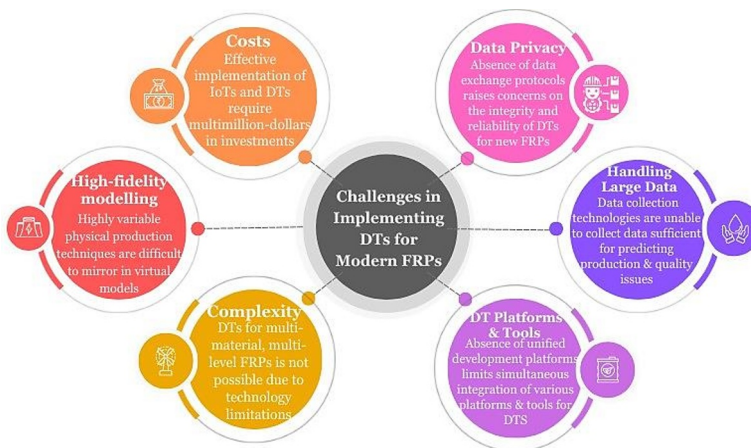 Costs
Effective
implementation of
IoTs and DTs
require
multimillion-dollars
in investments
Data Privacy
Absence of data
exchange protocols
raises concerns on
the integrity and
reliability of DTs
for new FRPs
High-fidelity
modelling
Highly variable
physical production
techniques are difficult
to mirror in virtual
models
Challenges in
Implementing
DTs for
Modern FRPs
Handling
Large Data
Data collection
technologies are unable
to collect data sufficient
for predicting
production & quality
issues
Complexity
DTs for multi-
material, multi-
level FRPs is not
possible due to
technology
limitations
DT Platforms
& Tools
Absence of unified
development platforms
limits simultaneous
integration of various
platforms & tools for
DTS